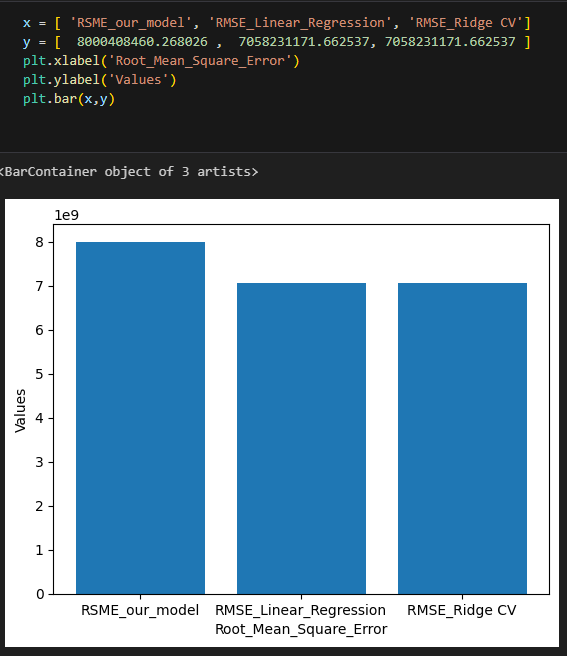 x = [ 'RSME_our_model', 'RMSE_Linear_Regression', 'RMSE_Ridge CV']
y = [  8000408460.268026 ,  7058231171.662537, 7058231171.662537 ]
plt.xlabel('Root_Mean_Square_Error')
plt.ylabel('Values')
plt.bar(x,y)
<BarContainer object of 3 artists>
1e9
8
7
6
5
4
3
2
1
0
Values
RSME_our_model RMSE_Linear_Regression RMSE_Ridge CV
Root_Mean_Square_Error